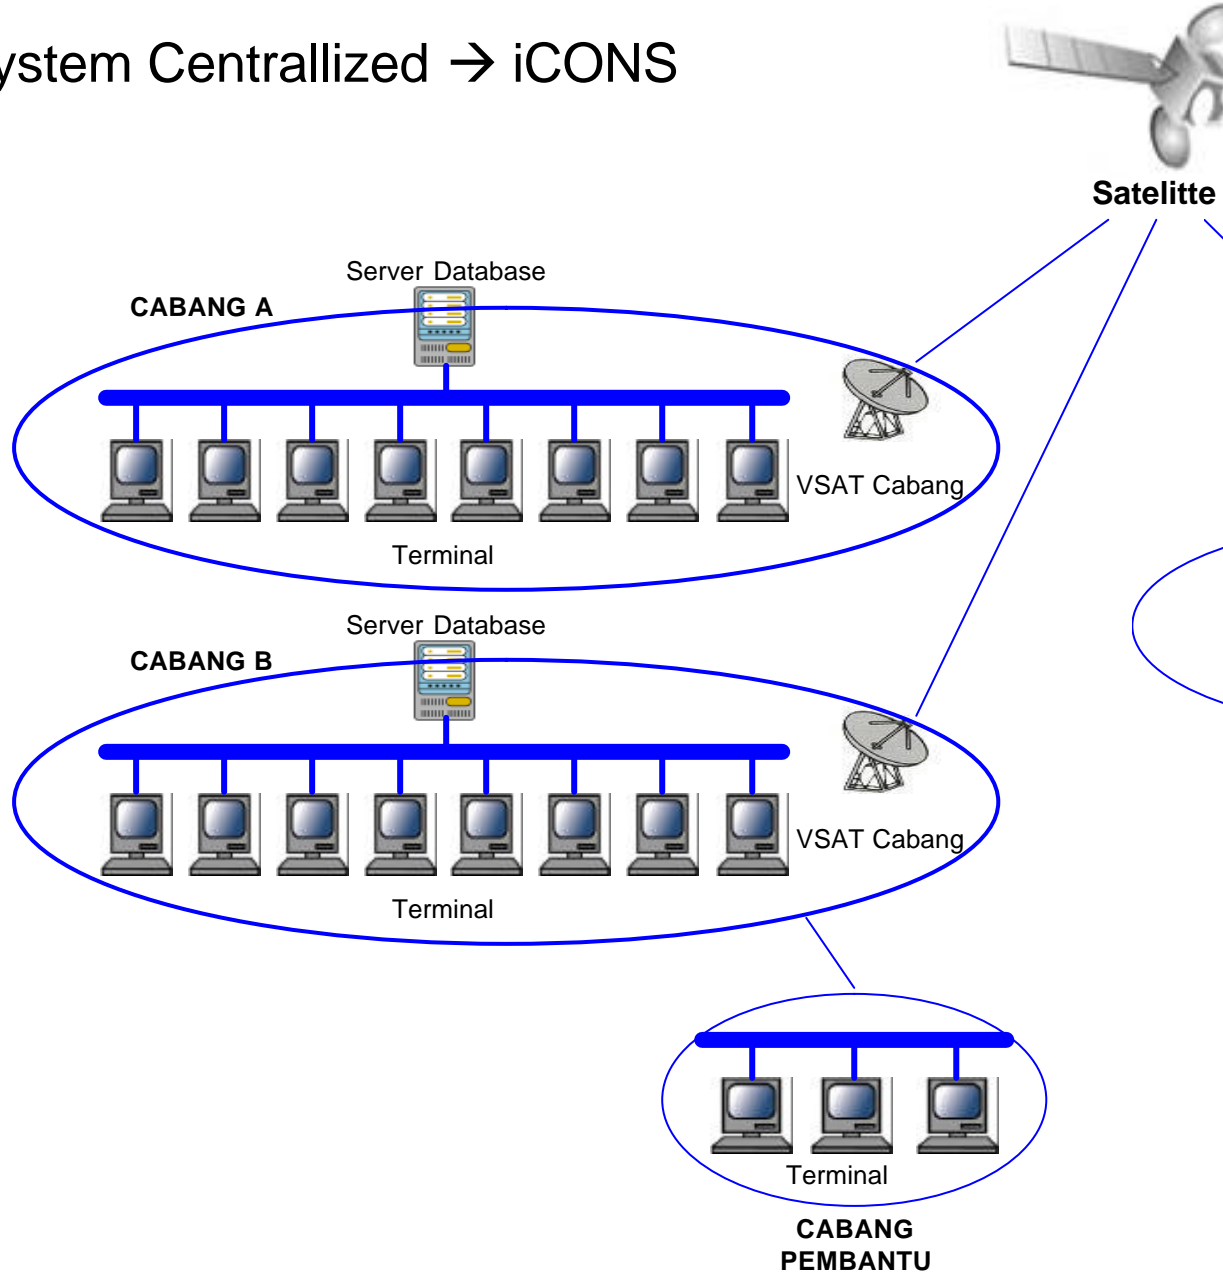 ystem Centrallized → iCONS
Satelitte
Server Database
CABANG A
VSAT Cabang
Terminal
Server Database
CABANG B
VSAT Cabang
Terminal
Terminal
CABANG
PEMBANTU